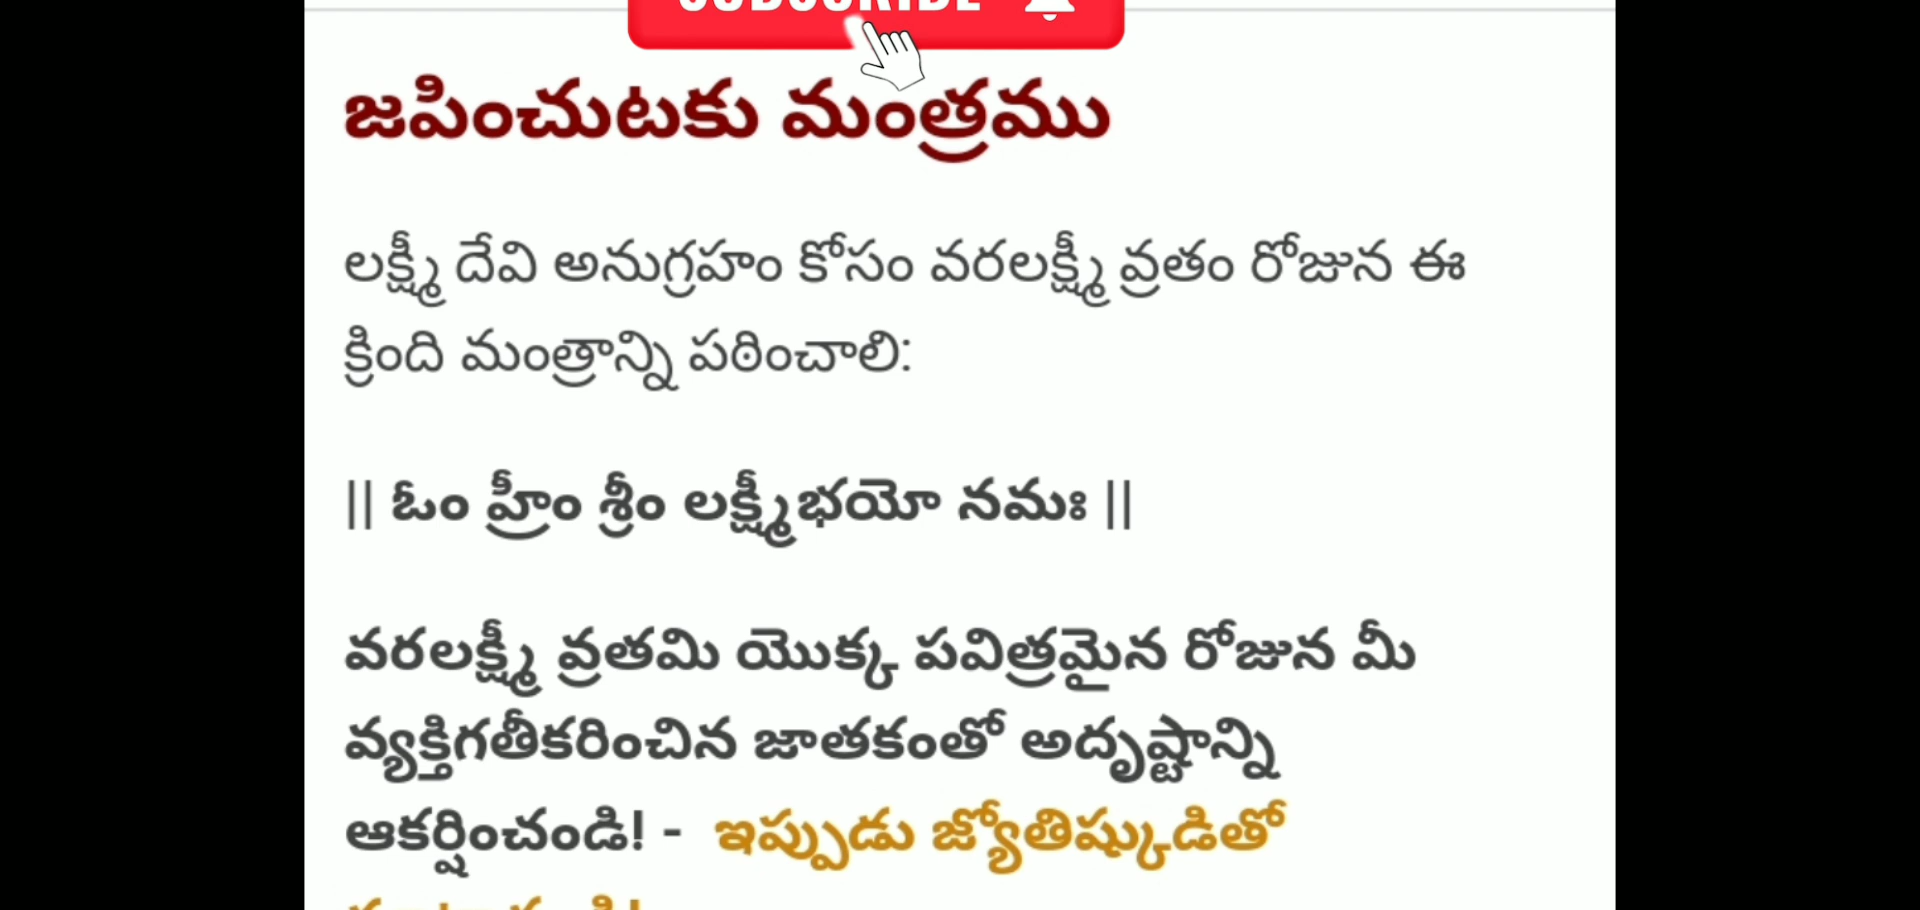 SUBSCRIBE
జపించుటకు మంత్రము
లక్ష్మీ దేవి అనుగ్రహం కోసం వరలక్ష్మీ వ్రతం రోజున ఈ
క్రింది మంత్రాన్ని పఠించాలి:
|| ఓం హ్రీం శ్రీం లక్ష్మీభయో నమః ||
వరలక్ష్మీ వ్రతమి యొక్క పవిత్రమైన రోజున మీ
వ్యక్తిగతీకరించిన జాతకంతో అదృష్టాన్ని
ఆకర్షించండి! - ఇప్పుడు జ్యోతిష్కుడితో